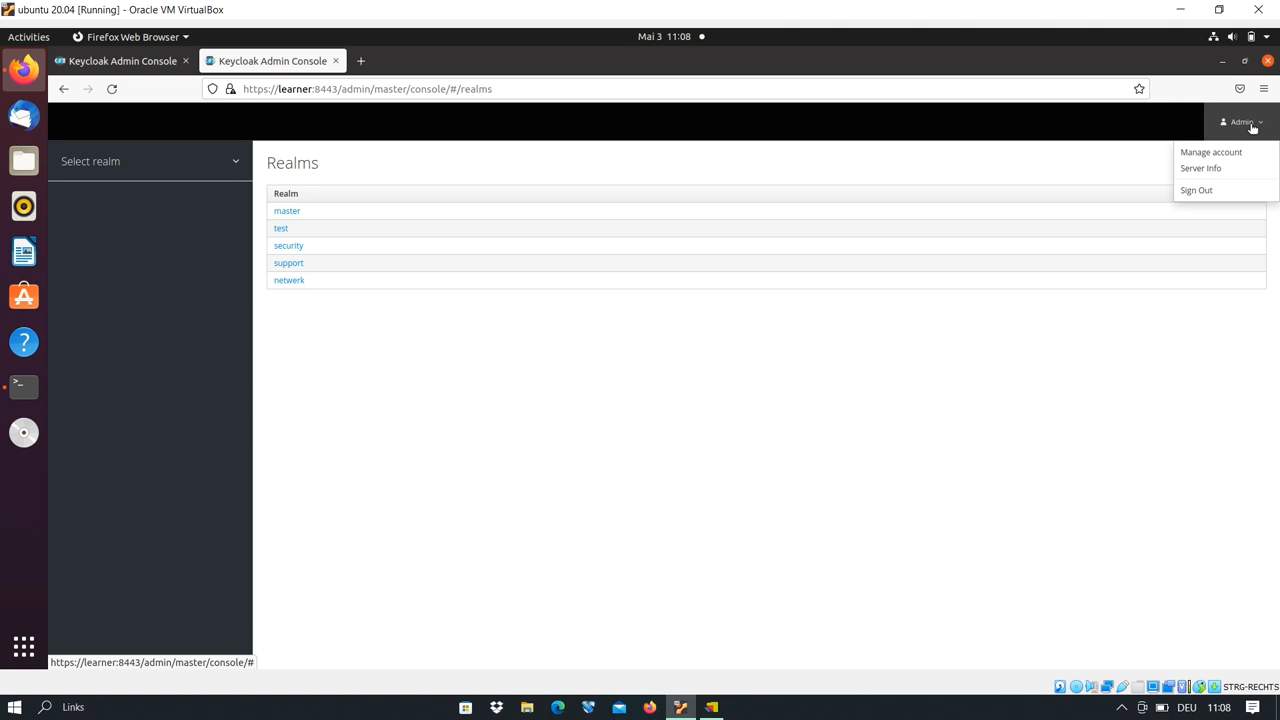 ubuntu 20.04 [Running] - Oracle VM VirtualBox
Activities
Firefox Web Browser
Mai 3 11:08
Keycloak Admin Console
Keycloak Admin Console
https://learner:8443/admin/master/console/#/realms
Admin
Manage account
Server Info
Sign Out
Select realm
Realms
Realm
master
test
security
support
netwerk
https://learner:8443/admin/master/console/#
STRG-RECHTS
Links
DEU
11:08